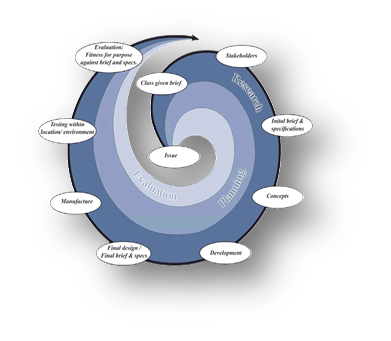 Evaluation:
Fitness for purpose
against brief and specs.
Stakeholders
Class given brief
Research
Inital brief &
specifications
Testing within
location/ environment
Issue
Evaluation
Planning
Concepts
Manufacture
Final design /
Final brief & specs
Development